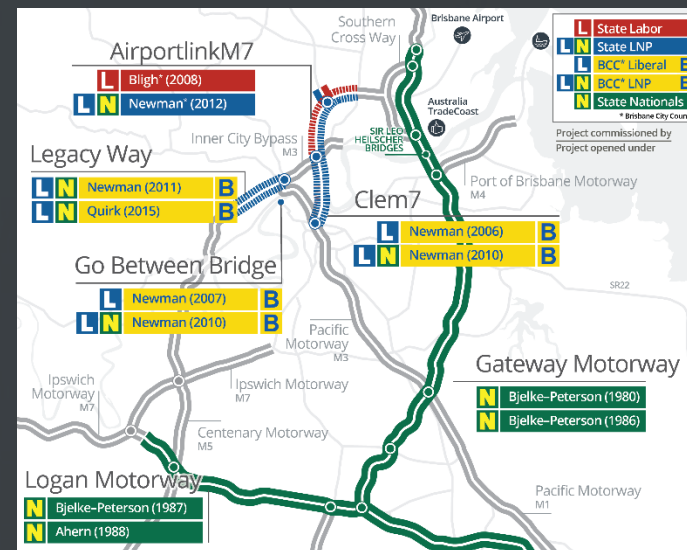 Southern
Cross Way
Brisbane Airport
L State Labor
L N State LNP
L BCC* Liberal B
L N BCC* LNP B
N State Nationals
* Brisbane City Coun
Project commissioned by
Project opened under
AirportlinkM7
L Bligh* (2008)
L N Newman* (2012)
Australia
TradeCoast
SIR LEO
HEILSCHER
BRIDGES
Inner City Bypass
M3
Legacy Way
L N Newman (2011) B
L N Quirk (2015) B
Port of Brisbane Motorway
M4
Clem7
L Newman (2006) B
L N Newman (2010) B
Go Between Bridge
L Newman (2007) B
L N Newman (2010) B
SR22
Pacific
Motorway
M3
Gateway Motorway
N Bjelke–Peterson (1980)
N Bjelke–Peterson (1986)
Ipswich
Motorway
M7
Ipswich Motorway
M7
Centenary Motorway
M5
Logan Motorway
N Bjelke–Peterson (1987)
N Ahern (1988)
Pacific Motorway
M1